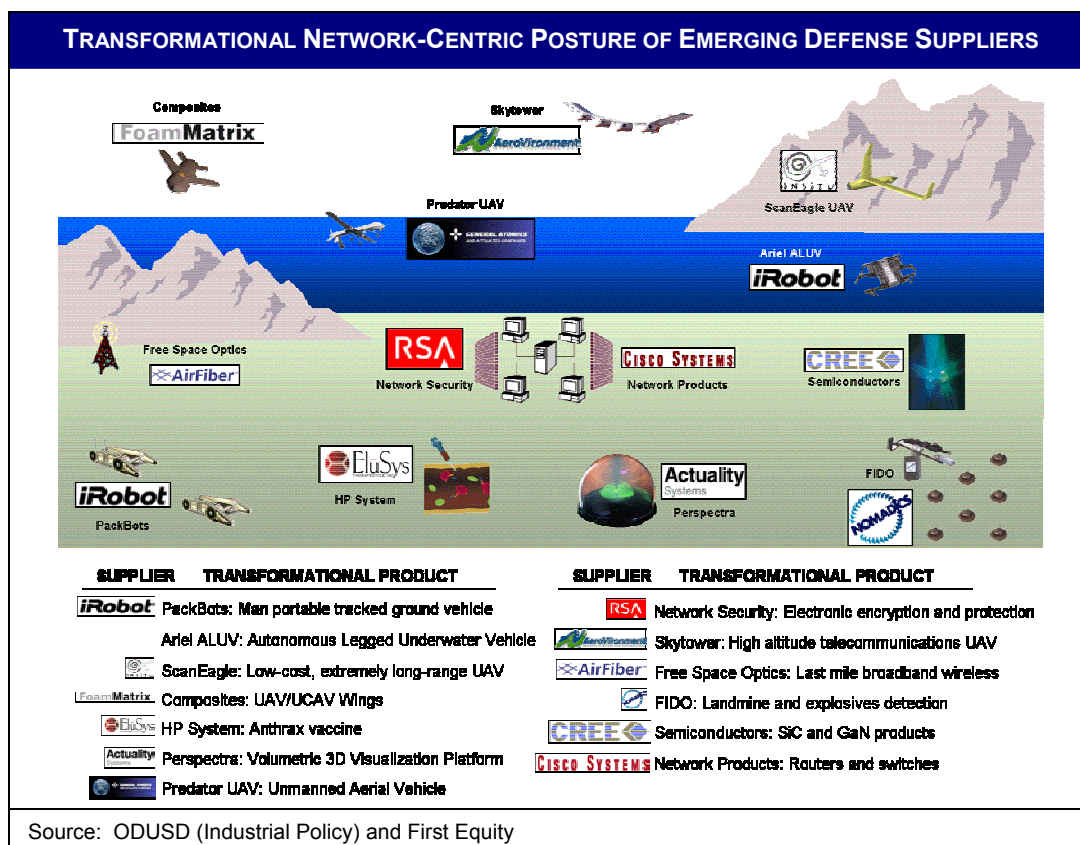 TRANSFORMATIONAL NETWORK-CENTRIC POSTURE OF EMERGING DEFENSE SUPPLIERS
Composites
FoamMatrix
Skytower
AeroVironment
INSITU
ScanEagle UAV
Predator UAV
GENERAL ATOMICS
AND AFFILIATED COMPANIES
Ariel ALUV
iRobot
Free Space Optics
AirFiber
RSA
Network Security
CISCO SYSTEMS
Network Products
CREE
Semiconductors
iRobot
PackBots
EluSys
THERAPEUTICS, INC.
HP System
Actuality
Systems
Perspectra
FIDO
NOMADICS
SUPPLIER TRANSFORMATIONAL PRODUCT
iRobot PackBots: Man portable tracked ground vehicle
Ariel ALUV: Autonomous Legged Underwater Vehicle
ScanEagle: Low-cost, extremely long-range UAV
FoamMatrix Composites: UAV/UCAV Wings
EluSys HP System: Anthrax vaccine
Actuality Systems Perspectra: Volumetric 3D Visualization Platform
Predator UAV: Unmanned Aerial Vehicle
SUPPLIER TRANSFORMATIONAL PRODUCT
RSA Network Security: Electronic encryption and protection
AeroVironment Skytower: High altitude telecommunications UAV
AirFiber Free Space Optics: Last mile broadband wireless
FIDO: Landmine and explosives detection
CREE Semiconductors: SiC and GaN products
CISCO SYSTEMS Network Products: Routers and switches
Source: ODUSD (Industrial Policy) and First Equity